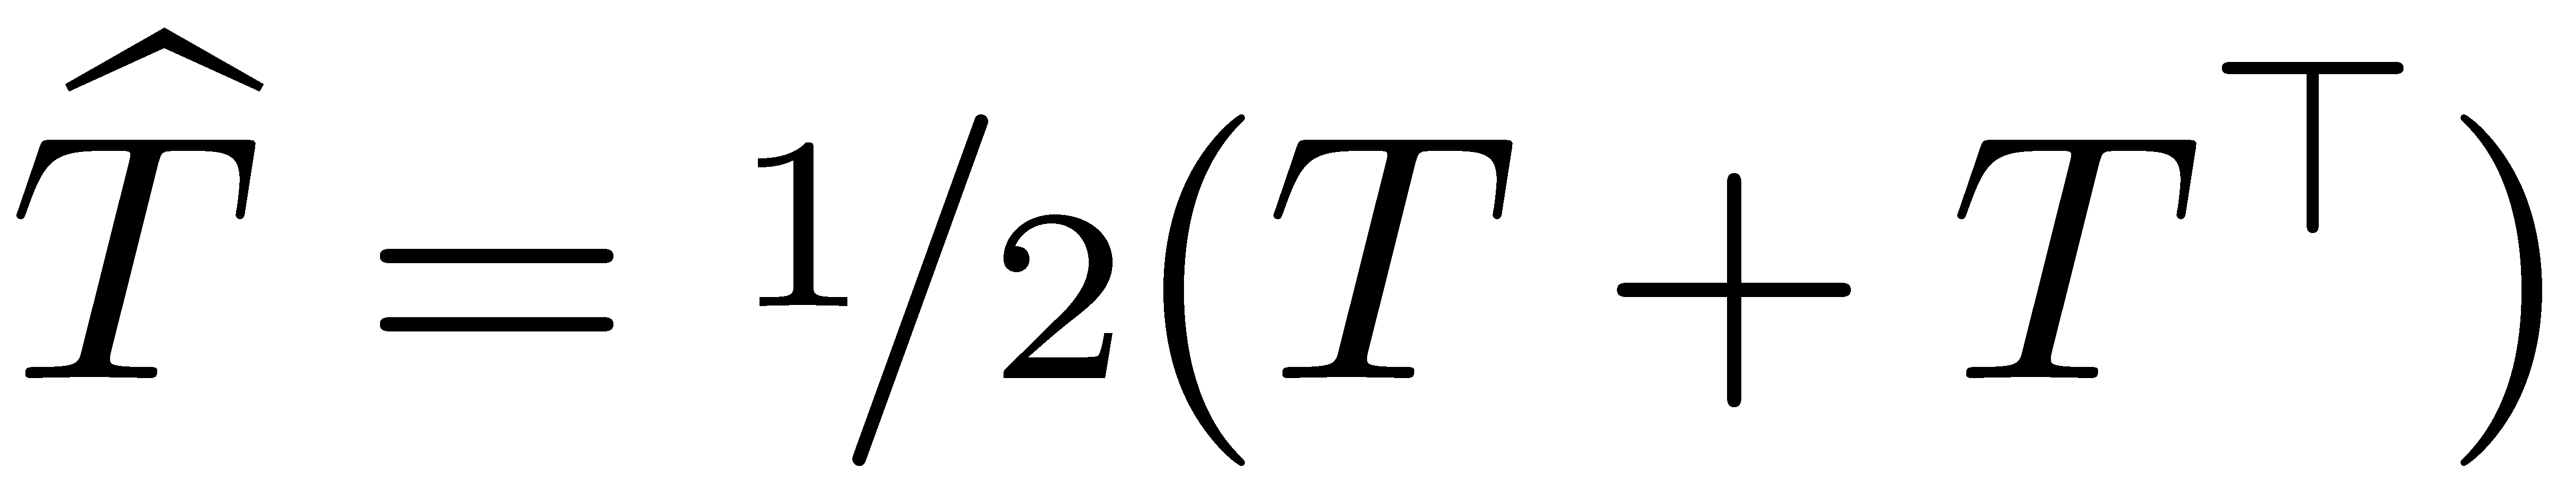 T̂ = 1/2(T + T⊤)